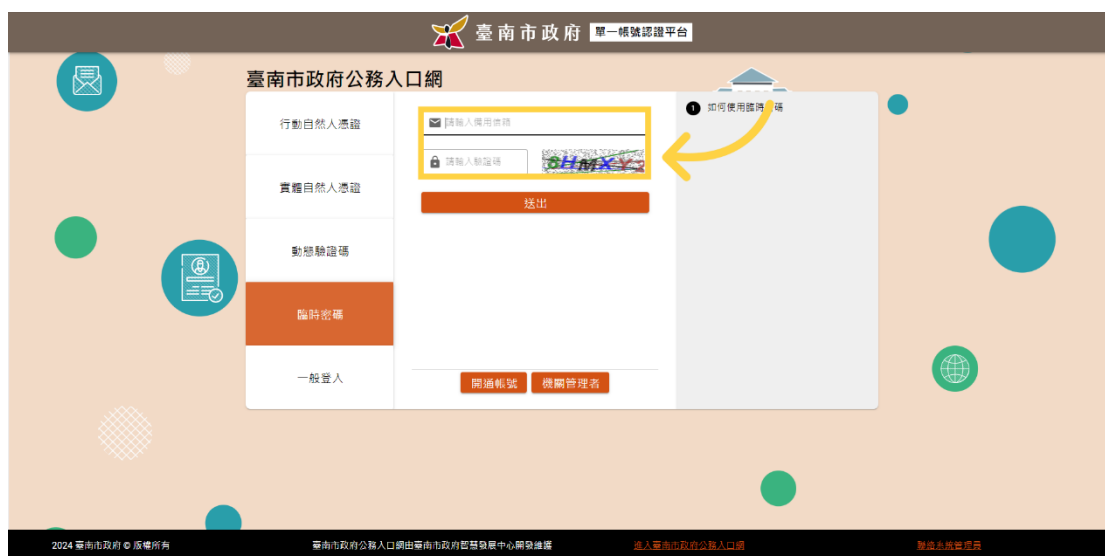 臺南市政府 單一帳號認證平台
臺南市政府公務入口網
行動自然人憑證
實體自然人憑證
動態驗證碼
臨時密碼
一般登入
請輸入備用信箱
請輸入驗證碼
送出
開通帳號 機關管理者
1 如何使用臨時 碼
2024 臺南市政府 © 版權所有
臺南市政府公務入口網由臺南市政府智慧發展中心開發維護
進入臺南市政府公務入口網
聯絡系統管理員